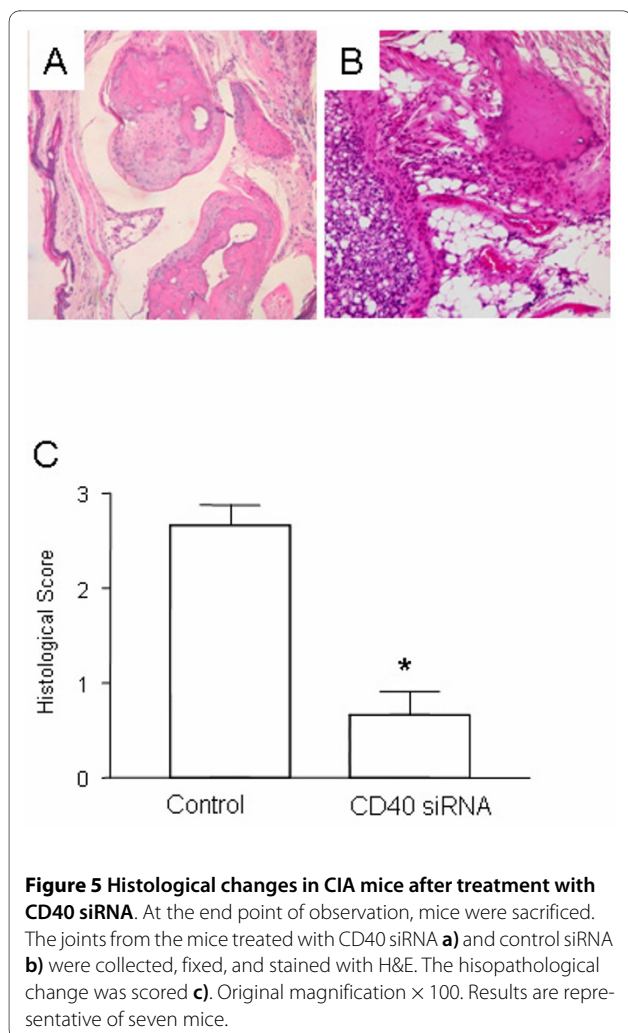 A
B
C
3
2
1
0
Histological Score
*
Control
CD40 siRNA
Figure 5 Histological changes in CIA mice after treatment with
CD40 siRNA. At the end point of observation, mice were sacrificed.
The joints from the mice treated with CD40 siRNA a) and control siRNA
b) were collected, fixed, and stained with H&E. The hisopathological
change was scored c). Original magnification × 100. Results are repre-
sentative of seven mice.